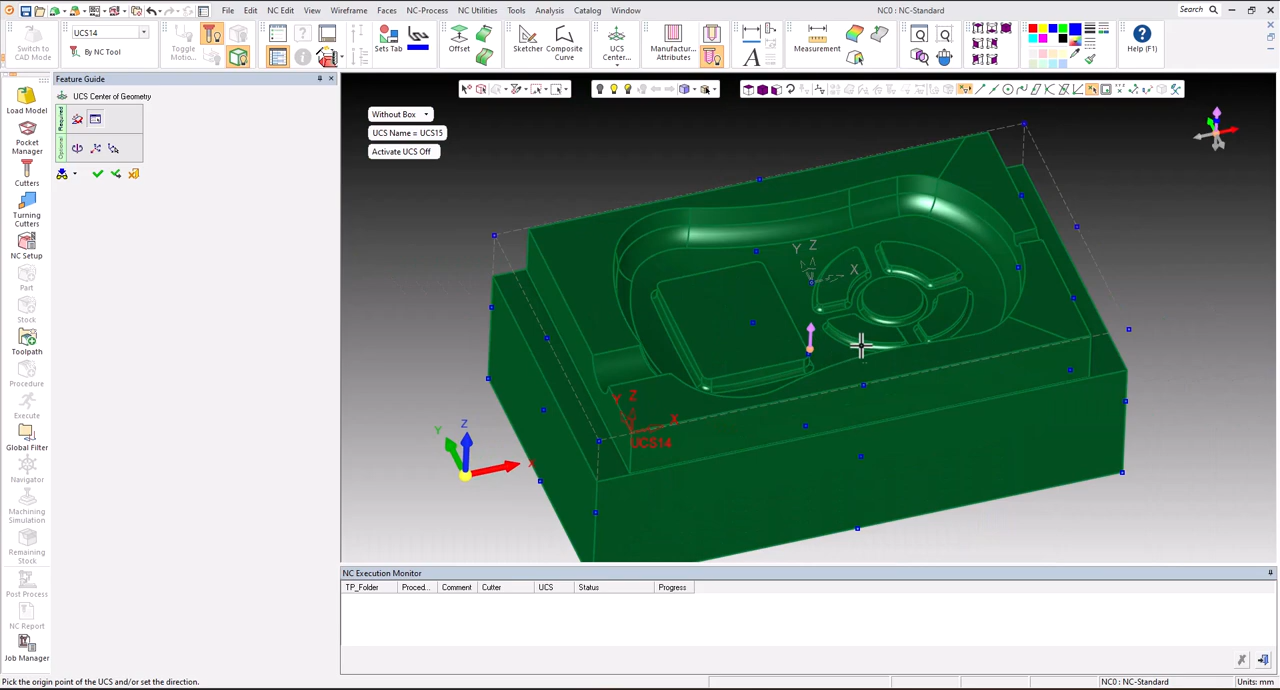 File Edit View Wireframe Faces NC-Process NC Utilities Tools Analysis Catalog Window
NC0 : NC-Standard
Search
Switch to
CAD Mode
UCS14
By NC Tool
Toggle
Motio...
Sets Tab
Offset
Sketcher
Composite
Curve
UCS
Center...
Manufactur...
Attributes
Measurement
Help (F1)
Feature Guide
UCS Center of Geometry
Required
Optional
Load Model
Pocket
Manager
Cutters
Turning
Cutters
NC Setup
Part
Stock
Toolpath
Procedure
Execute
Global Filter
Navigator
Machining
Simulation
Remaining
Stock
Post Process
NC Report
Job Manager
Without Box
UCS Name = UCS15
Activate UCS Off
Y Z
X
Y Z
X
UCS14
Y
Z
X
NC Execution Monitor
TP_Folder Proced... Comment Cutter UCS Status Progress
Pick the origin point of the UCS and/or set the direction.
NC0 : NC-Standard
Units: mm